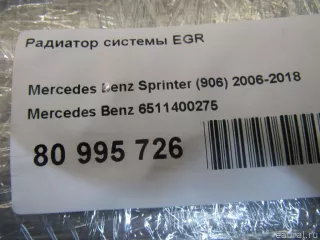 Радиатор системы EGR
Mercedes Benz Sprinter (906) 2006-2018
Mercedes Benz 6511400275
80 995 726